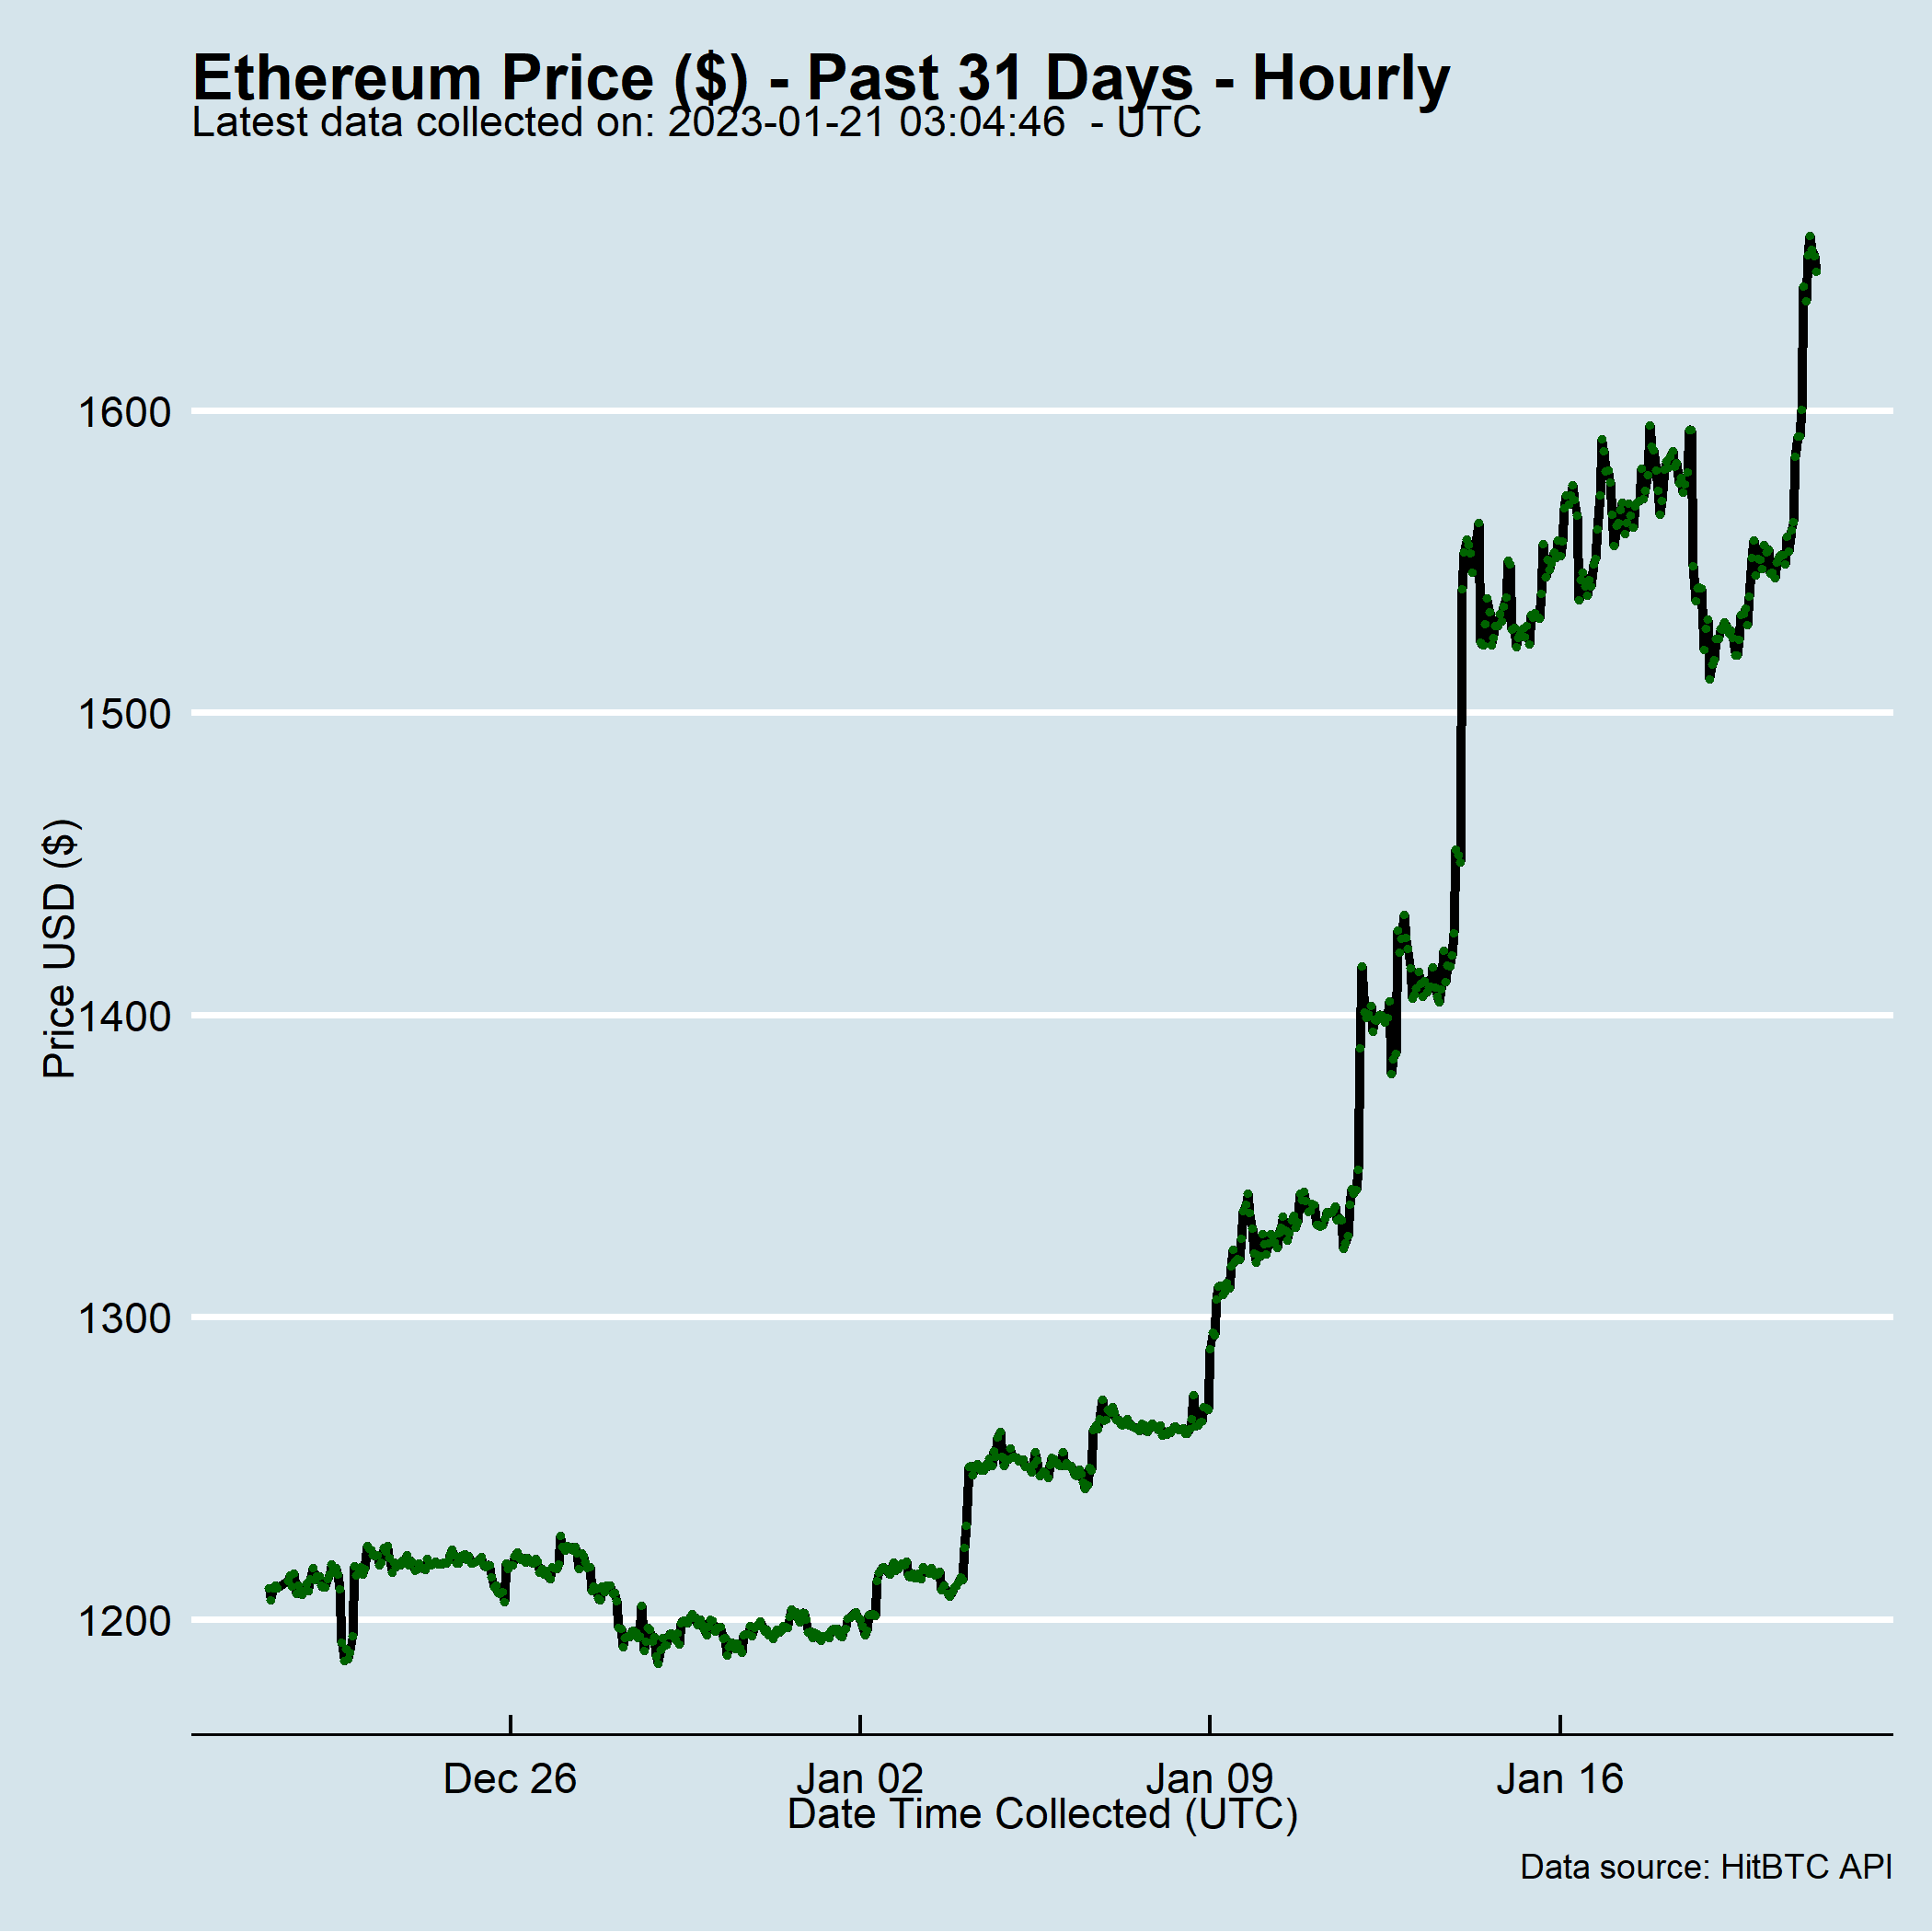 Ethereum Price ($) - Past 31 Days - Hourly
Latest data collected on: 2023-01-21 03:04:46  - UTC
Price USD ($)
1600
1500
1400
1300
1200
Dec 26
Jan 02
Jan 09
Jan 16
Date Time Collected (UTC)
Data source: HitBTC API